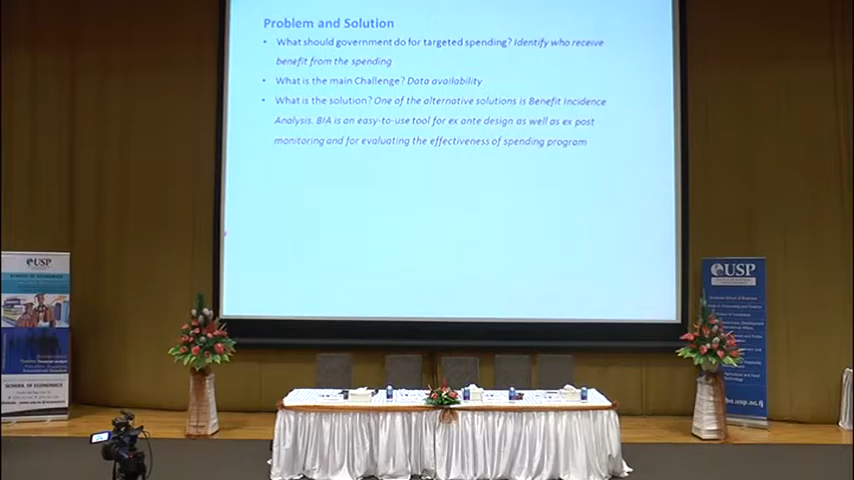 Problem and Solution
• What should government do for targeted spending? Identify who receive
benefit from the spending
• What is the main Challenge? Data availability
• What is the solution? One of the alternative solutions is Benefit Incidence
Analysis. BIA is an easy-to-use tool for ex ante design as well as ex post
monitoring and for evaluating the effectiveness of spending program
USP
SCHOOL OF ECONOMICS
SCHOOL OF ECONOMICS
USP